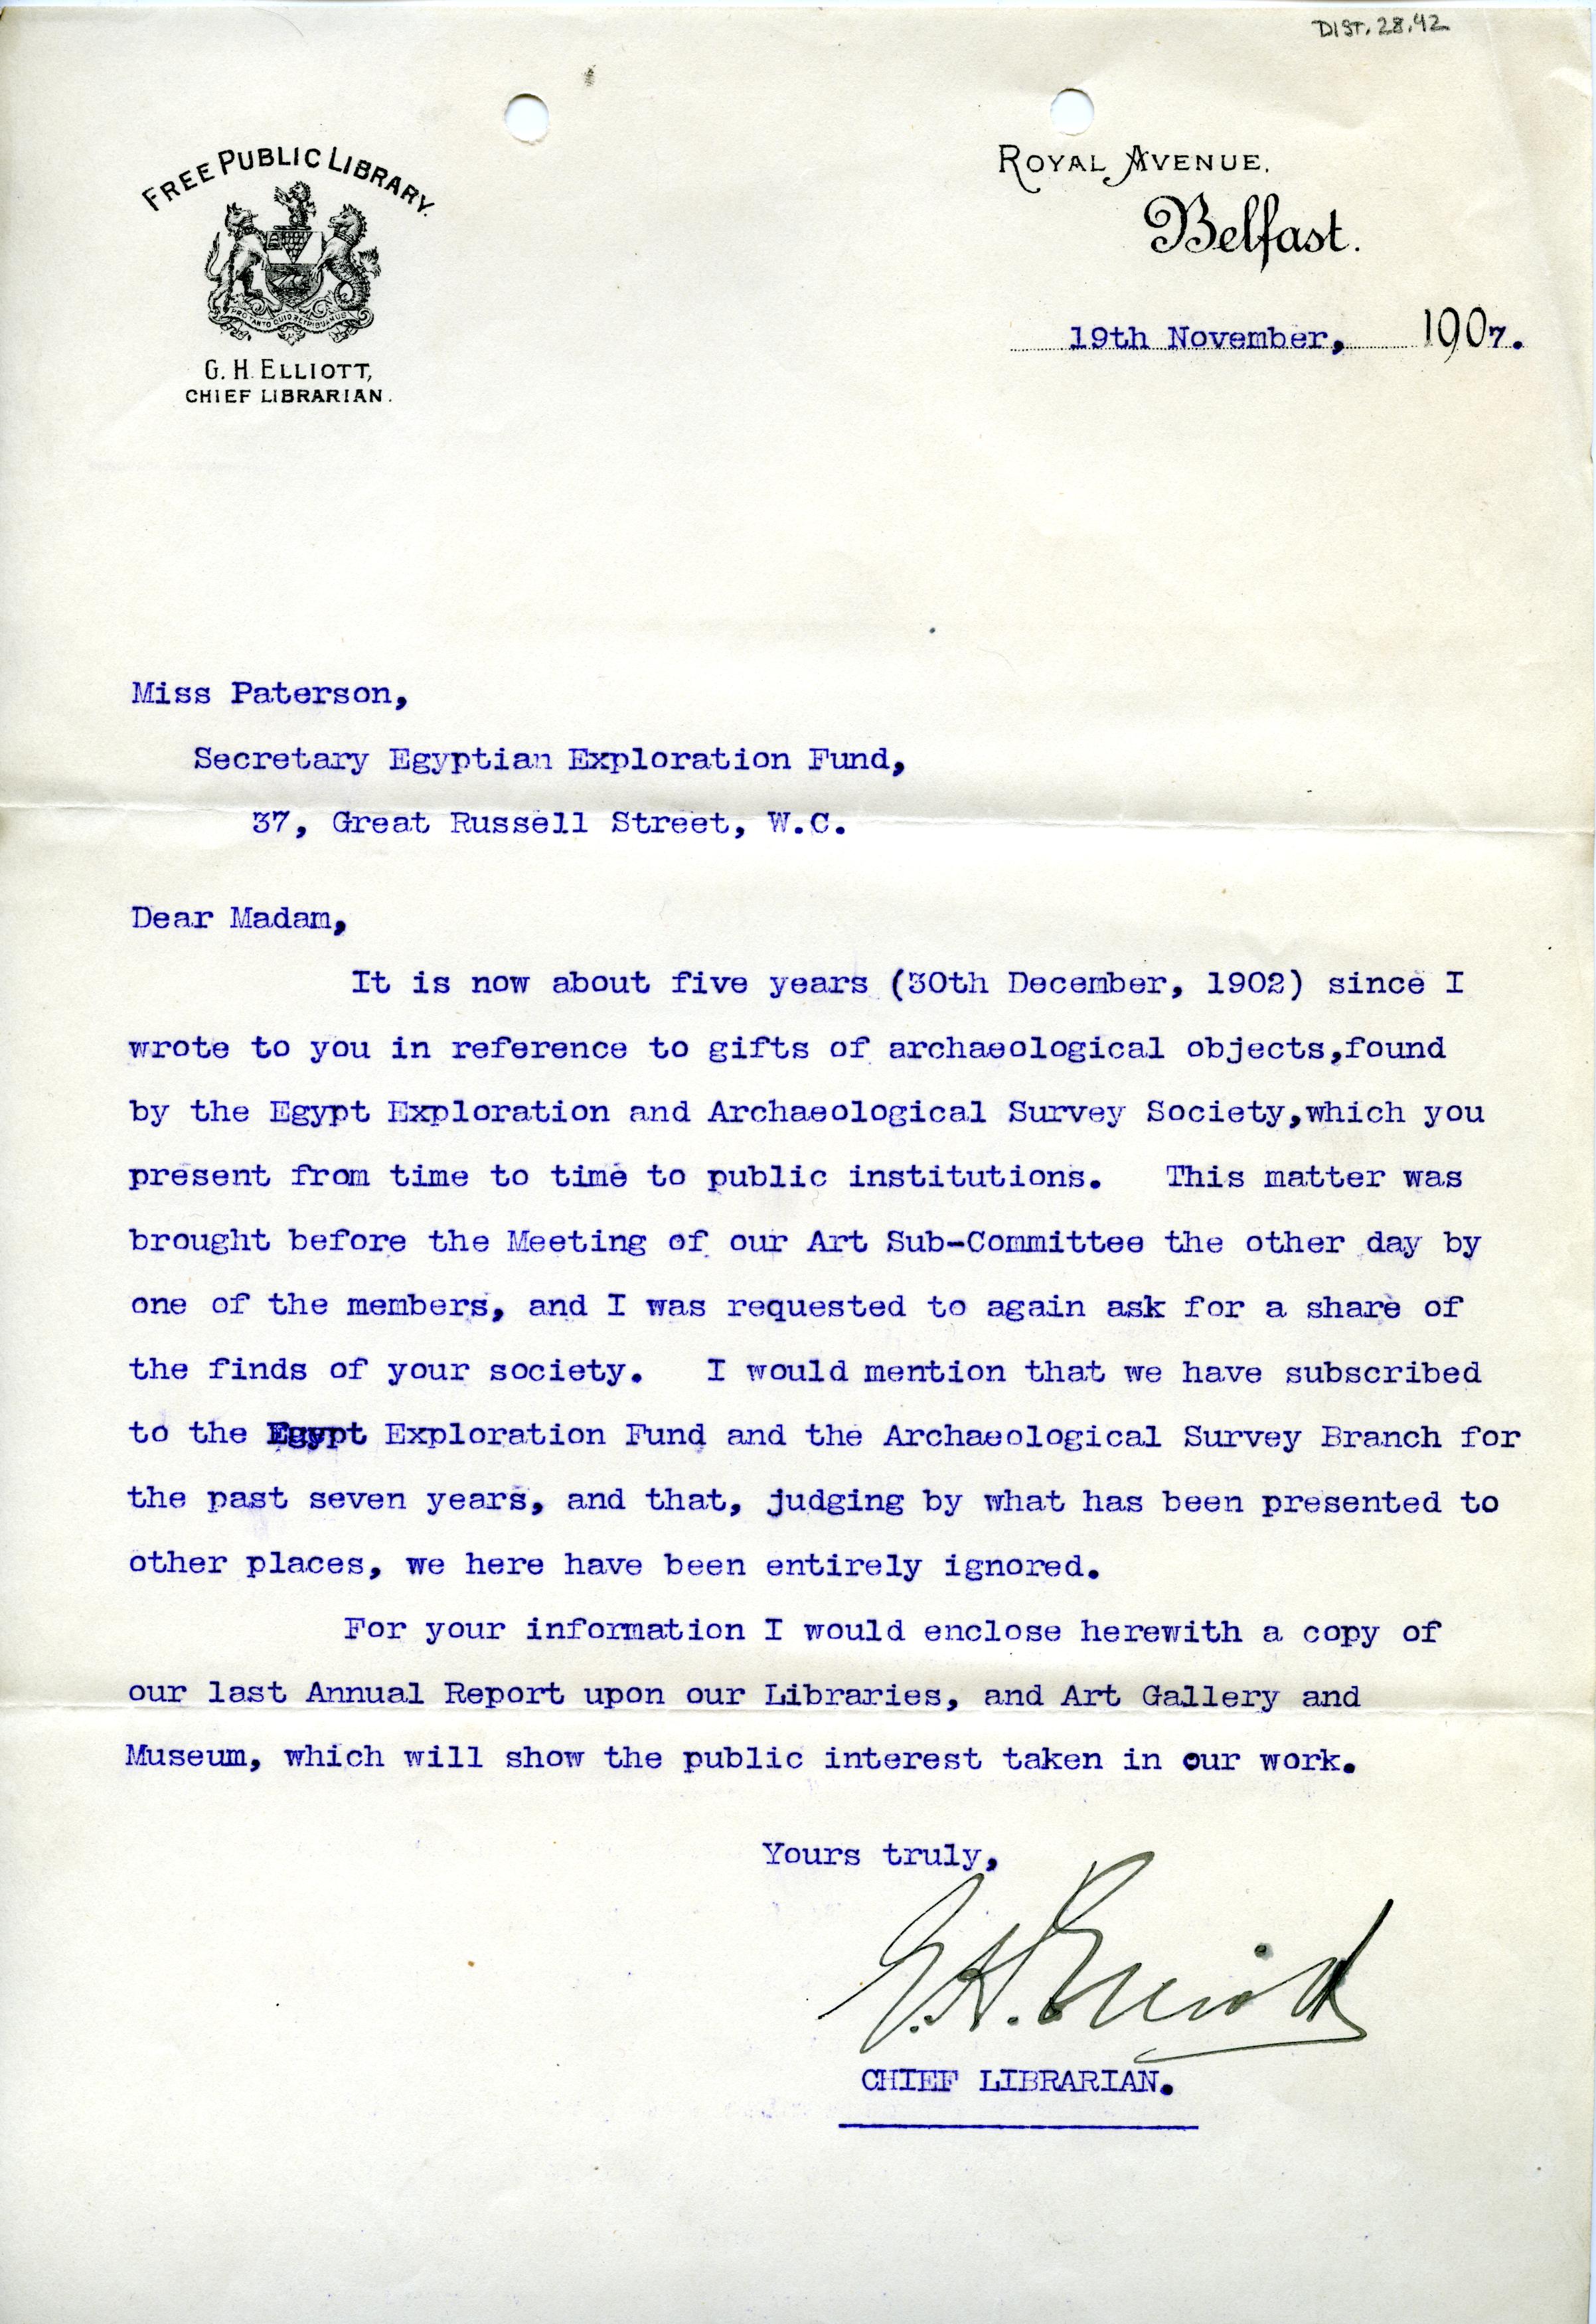 DIST. 28.42
FREE PUBLIC LIBRARY.
PRO TANTO QUID RETRIBUAMUS
G. H. ELLIOTT,
CHIEF LIBRARIAN.
ROYAL AVENUE.
Belfast.
19th November, 1907.
Miss Paterson,
Secretary Egyptian Exploration Fund,
37, Great Russell Street, W.C.
Dear Madam,
It is now about five years (30th December, 1902) since I
wrote to you in reference to gifts of archaeological objects,found
by the Egypt Exploration and Archaeological Survey Society,which you
present from time to time to public institutions. This matter was
brought before the Meeting of our Art Sub-Committee the other day by
one of the members, and I was requested to again ask for a share of
the finds of your society. I would mention that we have subscribed
to the Egypt Exploration Fund and the Archaeological Survey Branch for
the past seven years, and that, judging by what has been presented to
other places, we here have been entirely ignored.
For your information I would enclose herewith a copy of
our last Annual Report upon our Libraries, and Art Gallery and
Museum, which will show the public interest taken in our work.
Yours truly,
G.H. Elliott
CHIEF LIBRARIAN.